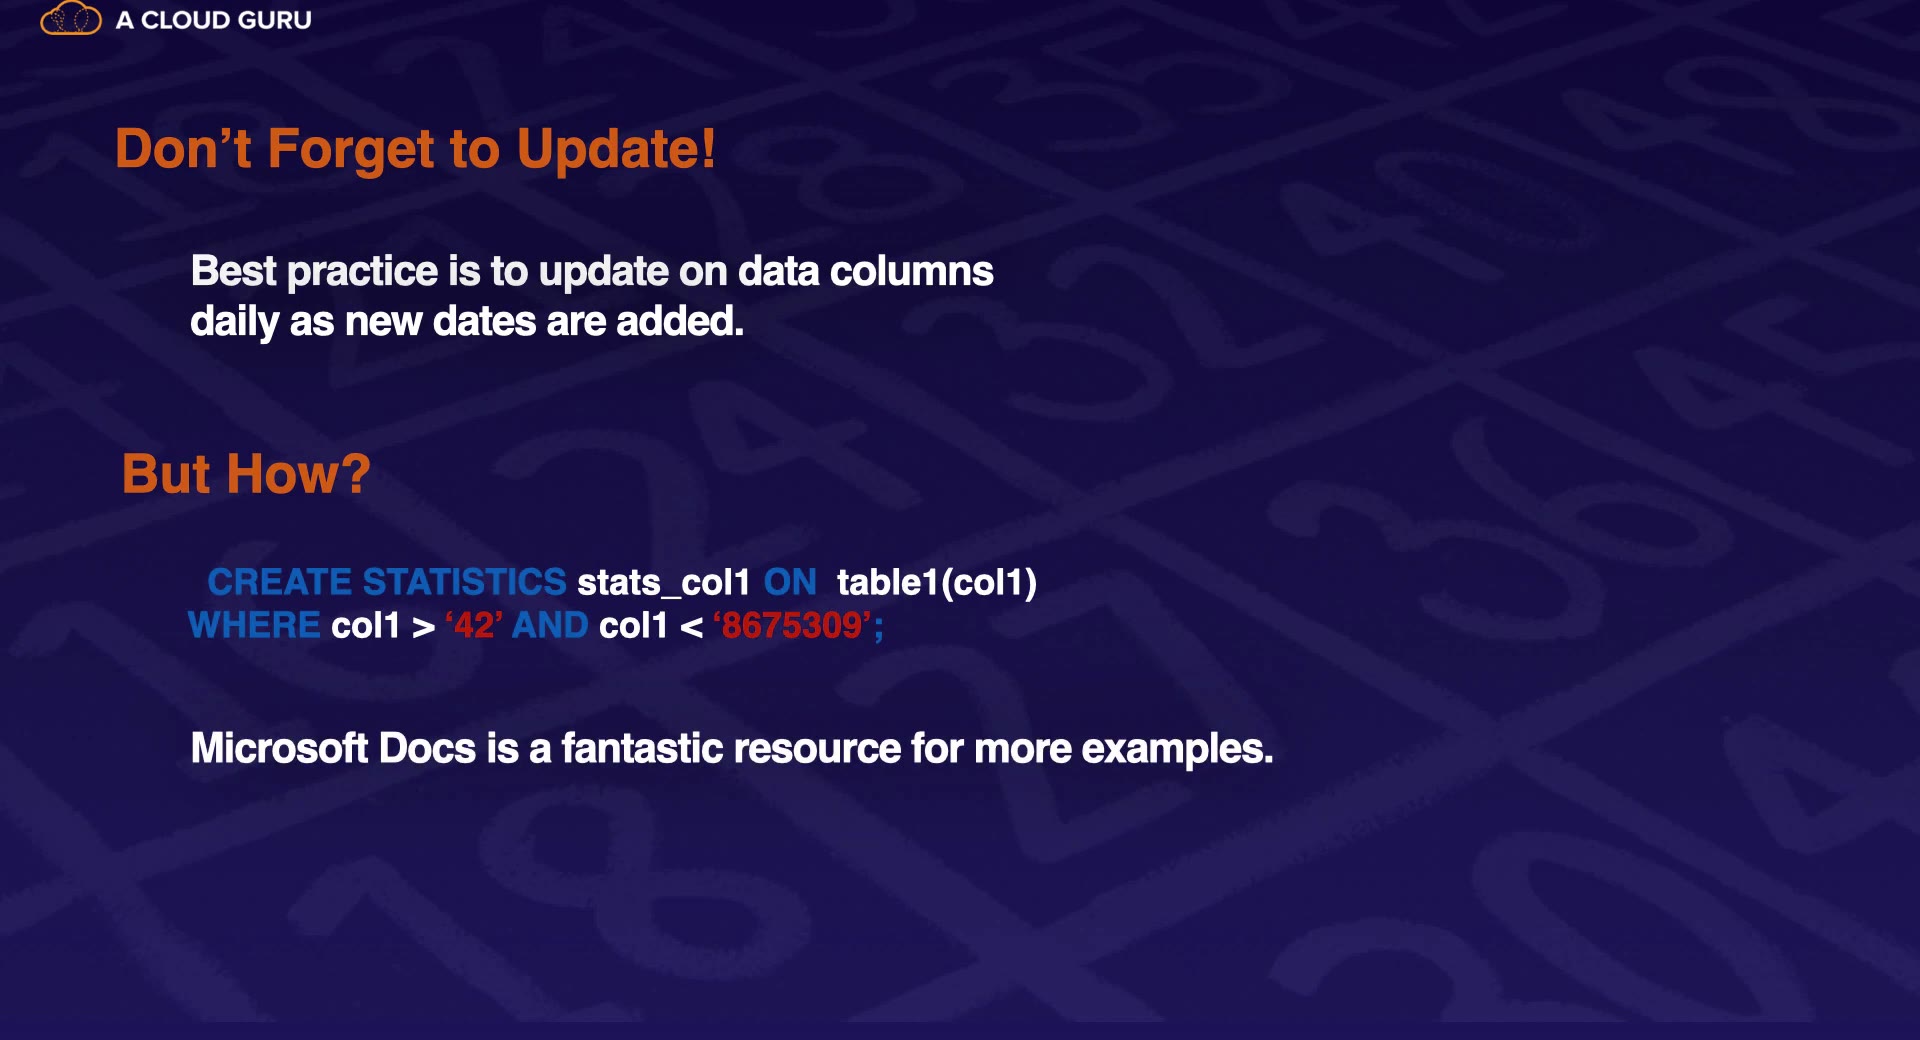 A CLOUD GURU
Don’t Forget to Update!
Best practice is to update on data columns
daily as new dates are added.
But How?
CREATE STATISTICS stats_col1 ON table1(col1)
WHERE col1 > ‘42’ AND col1 < ‘8675309’;
Microsoft Docs is a fantastic resource for more examples.